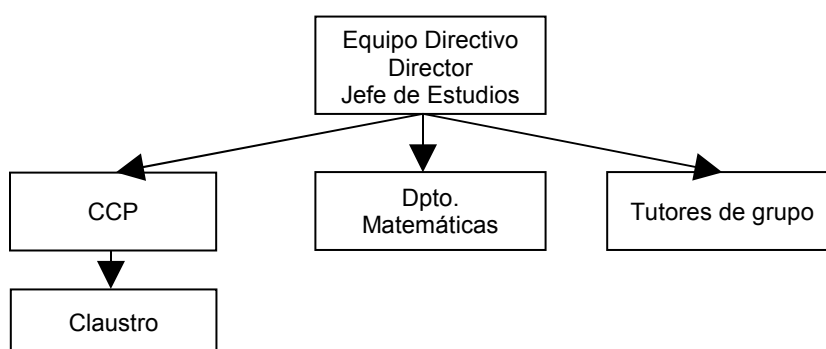 Equipo Directivo
Director
Jefe de Estudios
CCP
Dpto.
Matemáticas
Tutores de grupo
Claustro